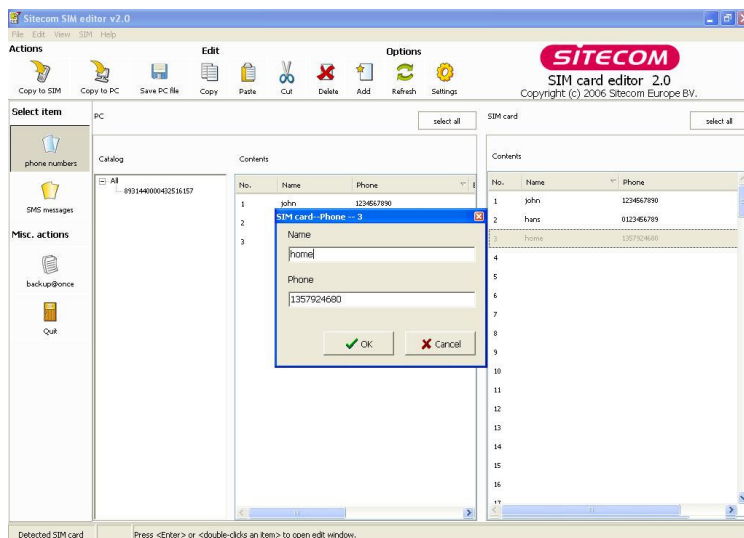 Sitecom SIM editor v2.0
File Edit View SIM Help
Actions Edit Options
Copy to SIM Copy to PC Save PC file Copy Paste Cut Delete Add Refresh Settings
SITECOM
SIM card editor 2.0
Copyright (c) 2006 Sitecom Europe BV.
Select item
phone numbers
SMS messages
Misc. actions
backup@once
Quit
PC
select all
Catalog
All
8931440000432516157
Contents
No. Name Phone E
1 john 1234567890
2
3
SIM card--Phone -- 3
Name
home
Phone
1357924680
OK Cancel
SIM card
select all
Contents
No. Name Phone
1 john 1234567890
2 hans 0123456789
3 home 1357924680
4
5
6
7
8
9
10
11
12
13
14
15
16
17
Detected SIM card Press <Enter> or <double-clicks an item> to open edit window.